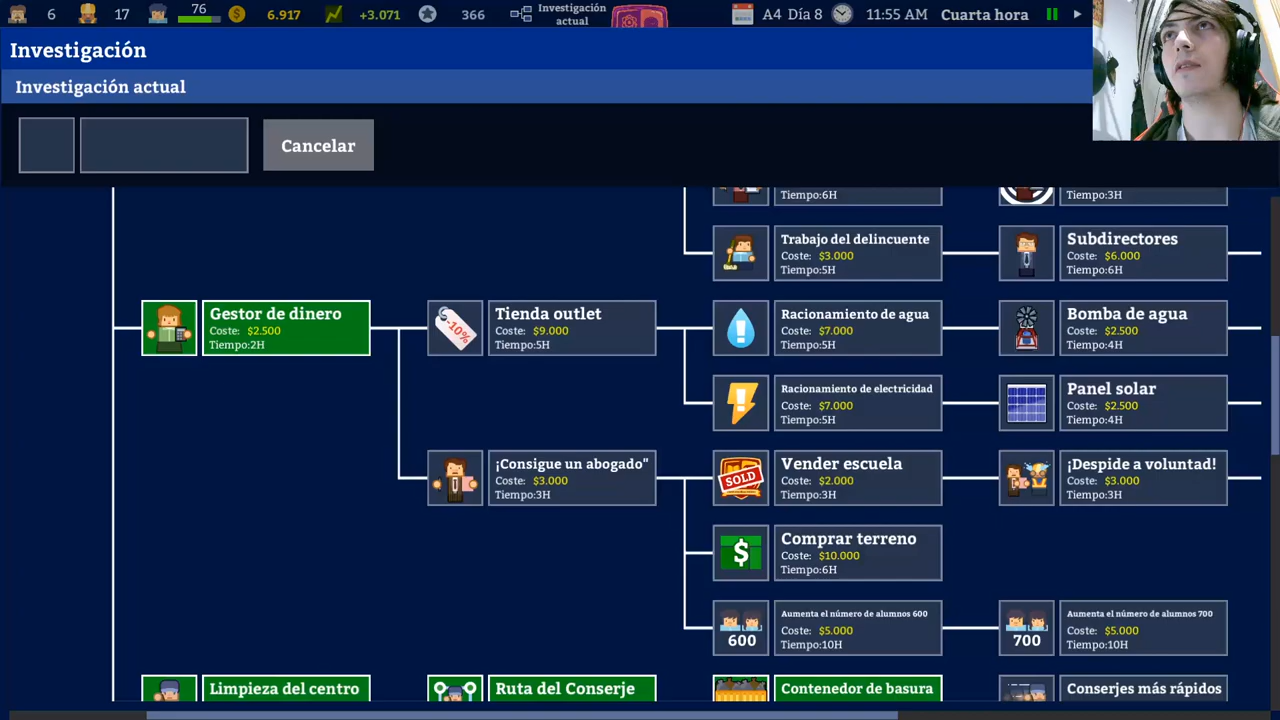 6
17
76
6.917
+3.071
366
Investigación
actual
A4 Día 8
11:55 AM
Cuarta hora
Investigación
Investigación actual
Cancelar
Tiempo:6H
Tiempo:3H
Trabajo del delincuente
Coste: $3.000
Tiempo:5H
Subdirectores
Coste: $6.000
Tiempo:6H
Gestor de dinero
Coste: $2.500
Tiempo:2H
-10%
Tienda outlet
Coste: $9.000
Tiempo:5H
Racionamiento de agua
Coste: $7.000
Tiempo:5H
Bomba de agua
Coste: $2.500
Tiempo:4H
Racionamiento de electricidad
Coste: $7.000
Tiempo:5H
Panel solar
Coste: $2.500
Tiempo:4H
¡Consigue un abogado"
Coste: $3.000
Tiempo:3H
SOLD
Vender escuela
Coste: $2.000
Tiempo:3H
¡Despide a voluntad!
Coste: $3.000
Tiempo:3H
$
Comprar terreno
Coste: $10.000
Tiempo:6H
600
Aumenta el número de alumnos 600
Coste: $5.000
Tiempo:10H
700
Aumenta el número de alumnos 700
Coste: $5.000
Tiempo:10H
Limpieza del centro
Ruta del Conserje
Contenedor de basura
Conserjes más rápidos